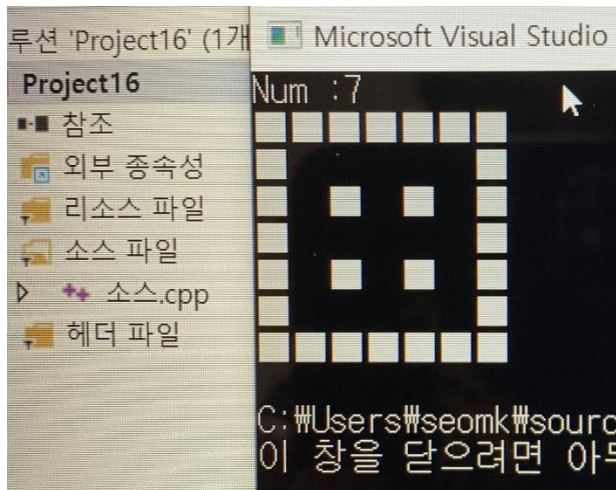 루션 'Project16' (1개
Project16
참조
외부 종속성
리소스 파일
소스 파일
소스.cpp
헤더 파일
Microsoft Visual Studio
Num :7
C:₩Users₩seomk₩sourc
이 창을 닫으려면 아무